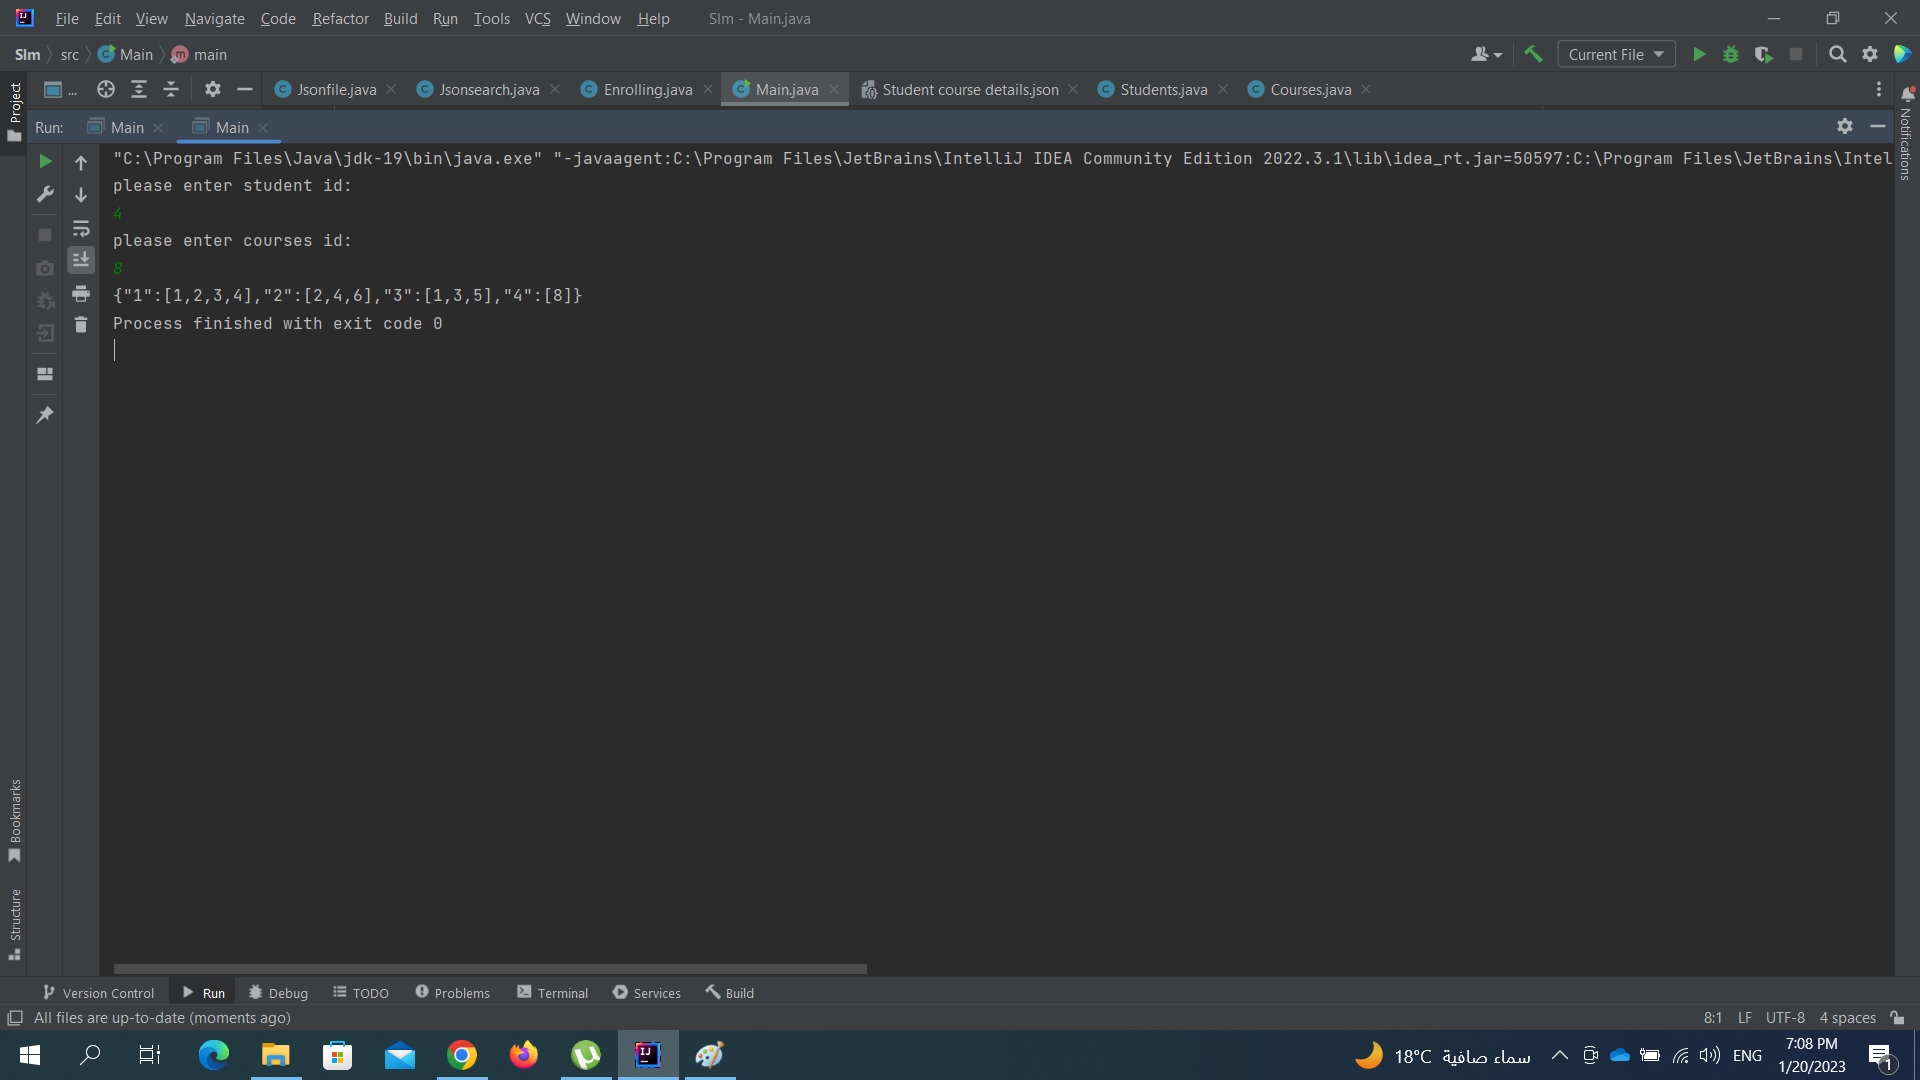 File Edit View Navigate Code Refactor Build Run Tools VCS Window Help Slm - Main.java
Slm src Main main Current File
... Jsonfile.java Jsonsearch.java Enrolling.java Main.java Student course details.json Students.java Courses.java
Project
Notifications
Run: Main Main
"C:\Program Files\Java\jdk-19\bin\java.exe" "-javaagent:C:\Program Files\JetBrains\IntelliJ IDEA Community Edition 2022.3.1\lib\idea_rt.jar=50597:C:\Program Files\JetBrains\Intel
please enter student id:
4
please enter courses id:
8
{"1":[1,2,3,4],"2":[2,4,6],"3":[1,3,5],"4":[8]}
Process finished with exit code 0
Bookmarks
Structure
Version Control Run Debug TODO Problems Terminal Services Build
All files are up-to-date (moments ago) 8:1 LF UTF-8 4 spaces
18°C سماء صافية ENG 7:08 PM
1/20/2023 1